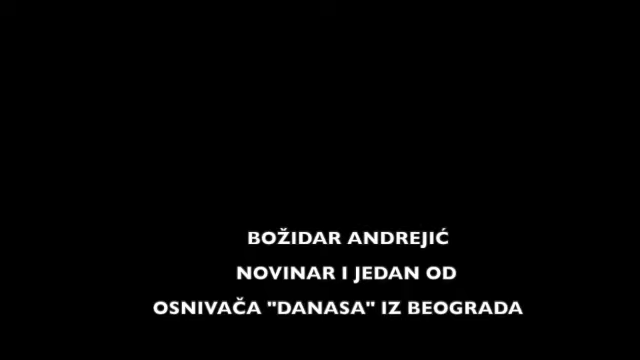 BOŽIDAR ANDREJIĆ
NOVINAR I JEDAN OD
OSNIVAČA "DANASA" IZ BEOGRADA